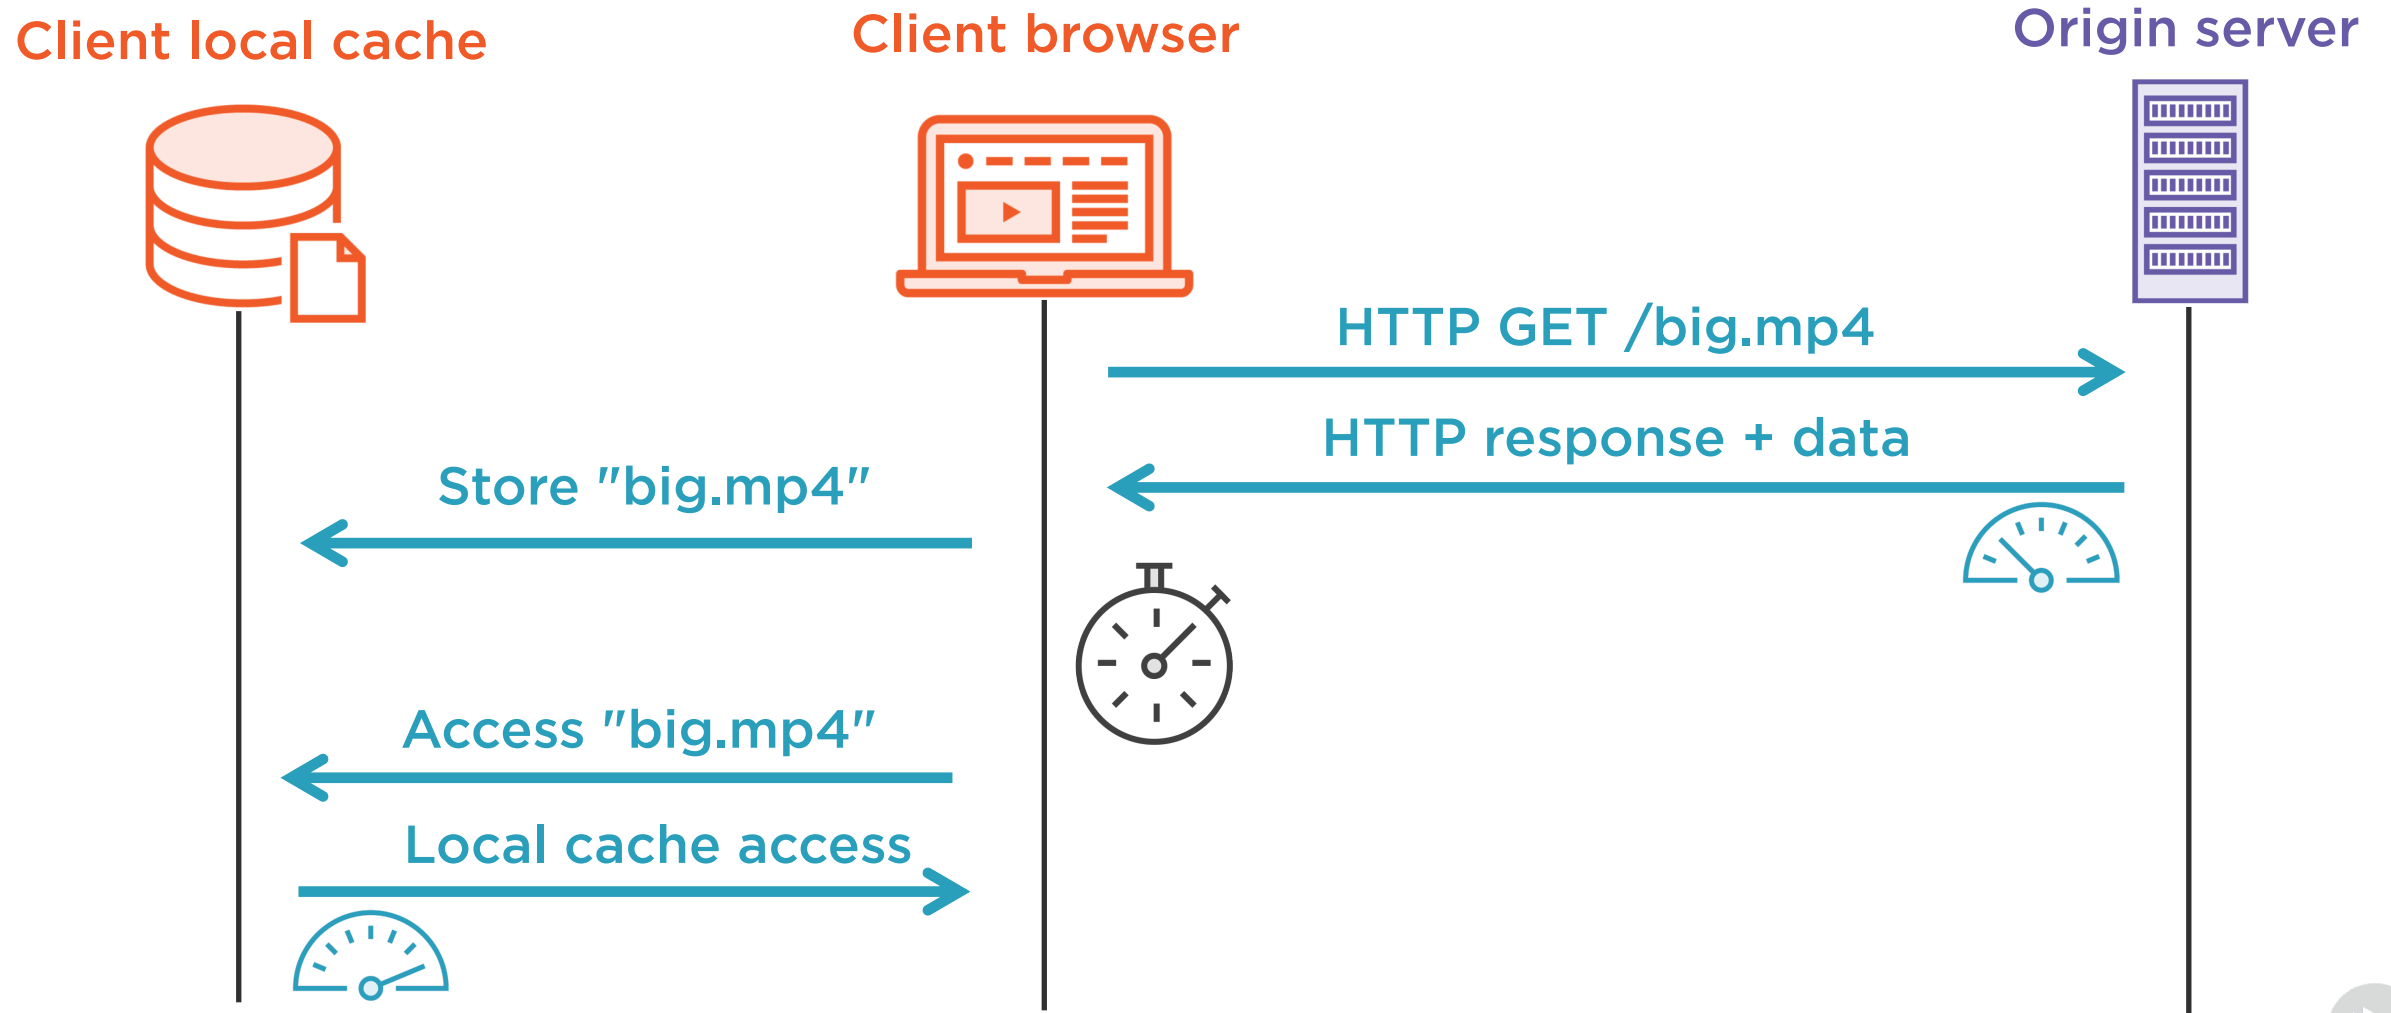 Client local cache
Client browser
Origin server
HTTP GET /big.mp4
HTTP response + data
Store "big.mp4"
Access "big.mp4"
Local cache access